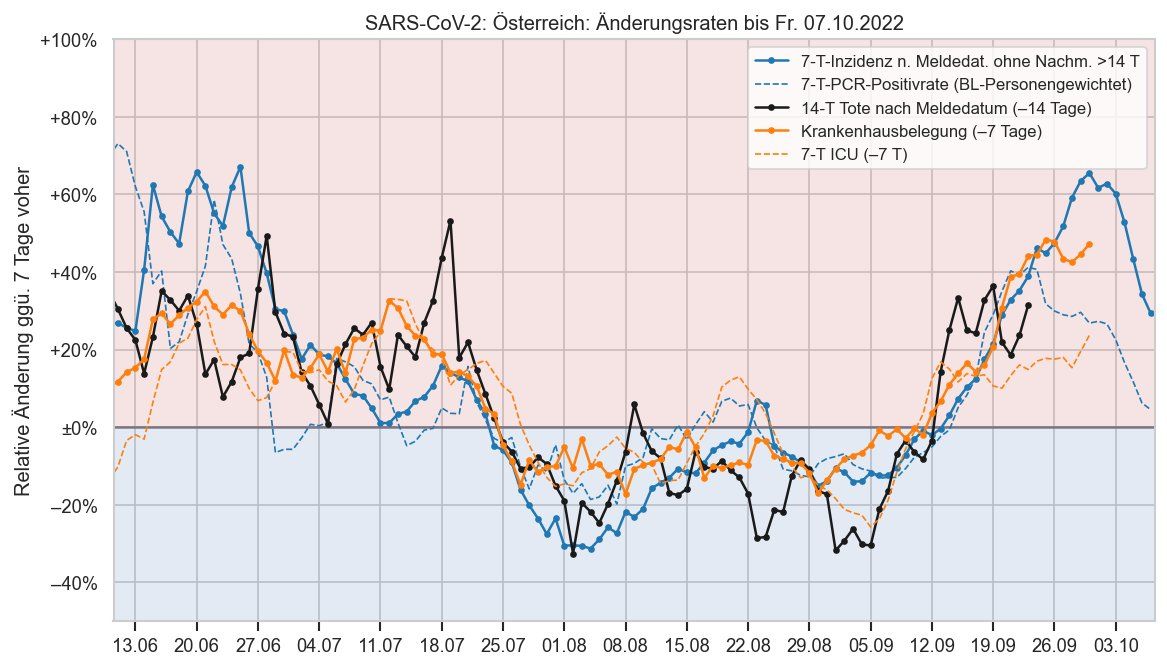 SARS-CoV-2: Österreich: Änderungsraten bis Fr. 07.10.2022
Relative Änderung ggü. 7 Tage voher
+100%
+80%
+60%
+40%
+20%
±0%
–20%
–40%
7-T-Inzidenz n. Meldedat. ohne Nachm. >14 T
7-T-PCR-Positivrate (BL-Personengewichtet)
14-T Tote nach Meldedatum (–14 Tage)
Krankenhausbelegung (–7 Tage)
7-T ICU (–7 T)
13.06 20.06 27.06 04.07 11.07 18.07 25.07 01.08 08.08 15.08 22.08 29.08 05.09 12.09 19.09 26.09 03.10